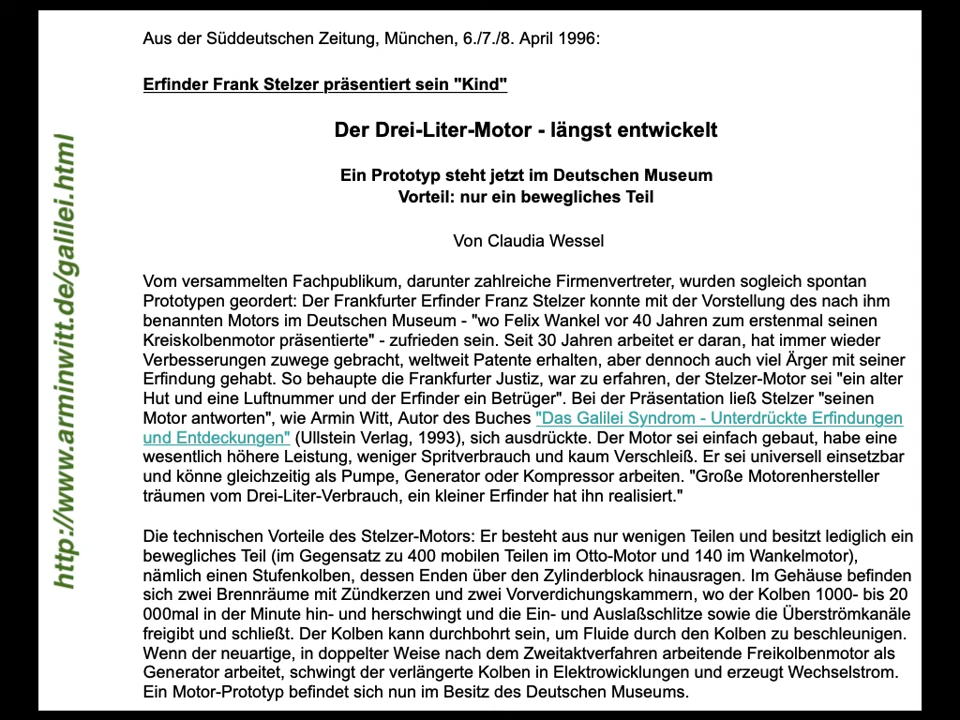 http://www.arminwitt.de/galilei.html
Aus der Süddeutschen Zeitung, München, 6./7./8. April 1996:
Erfinder Frank Stelzer präsentiert sein "Kind"
Der Drei-Liter-Motor - längst entwickelt
Ein Prototyp steht jetzt im Deutschen Museum
Vorteil: nur ein bewegliches Teil
Von Claudia Wessel
Vom versammelten Fachpublikum, darunter zahlreiche Firmenvertreter, wurden sogleich spontan
Prototypen geordert: Der Frankfurter Erfinder Franz Stelzer konnte mit der Vorstellung des nach ihm
benannten Motors im Deutschen Museum - "wo Felix Wankel vor 40 Jahren zum erstenmal seinen
Kreiskolbenmotor präsentierte" - zufrieden sein. Seit 30 Jahren arbeitet er daran, hat immer wieder
Verbesserungen zuwege gebracht, weltweit Patente erhalten, aber dennoch auch viel Ärger mit seiner
Erfindung gehabt. So behaupte die Frankfurter Justiz, war zu erfahren, der Stelzer-Motor sei "ein alter
Hut und eine Luftnummer und der Erfinder ein Betrüger". Bei der Präsentation ließ Stelzer "seinen
Motor antworten", wie Armin Witt, Autor des Buches "Das Galilei Syndrom - Unterdrückte Erfindungen
und Entdeckungen" (Ullstein Verlag, 1993), sich ausdrückte. Der Motor sei einfach gebaut, habe eine
wesentlich höhere Leistung, weniger Spritverbrauch und kaum Verschleiß. Er sei universell einsetzbar
und könne gleichzeitig als Pumpe, Generator oder Kompressor arbeiten. "Große Motorenhersteller
träumen vom Drei-Liter-Verbrauch, ein kleiner Erfinder hat ihn realisiert."
Die technischen Vorteile des Stelzer-Motors: Er besteht aus nur wenigen Teilen und besitzt lediglich ein
bewegliches Teil (im Gegensatz zu 400 mobilen Teilen im Otto-Motor und 140 im Wankelmotor),
nämlich einen Stufenkolben, dessen Enden über den Zylinderblock hinausragen. Im Gehäuse befinden
sich zwei Brennräume mit Zündkerzen und zwei Vorverdichungskammern, wo der Kolben 1000- bis 20
000mal in der Minute hin- und herschwingt und die Ein- und Auslaßschlitze sowie die Überströmkanäle
freigibt und schließt. Der Kolben kann durchbohrt sein, um Fluide durch den Kolben zu beschleunigen.
Wenn der neuartige, in doppelter Weise nach dem Zweitaktverfahren arbeitende Freikolbenmotor als
Generator arbeitet, schwingt der verlängerte Kolben in Elektrowicklungen und erzeugt Wechselstrom.
Ein Motor-Prototyp befindet sich nun im Besitz des Deutschen Museums.